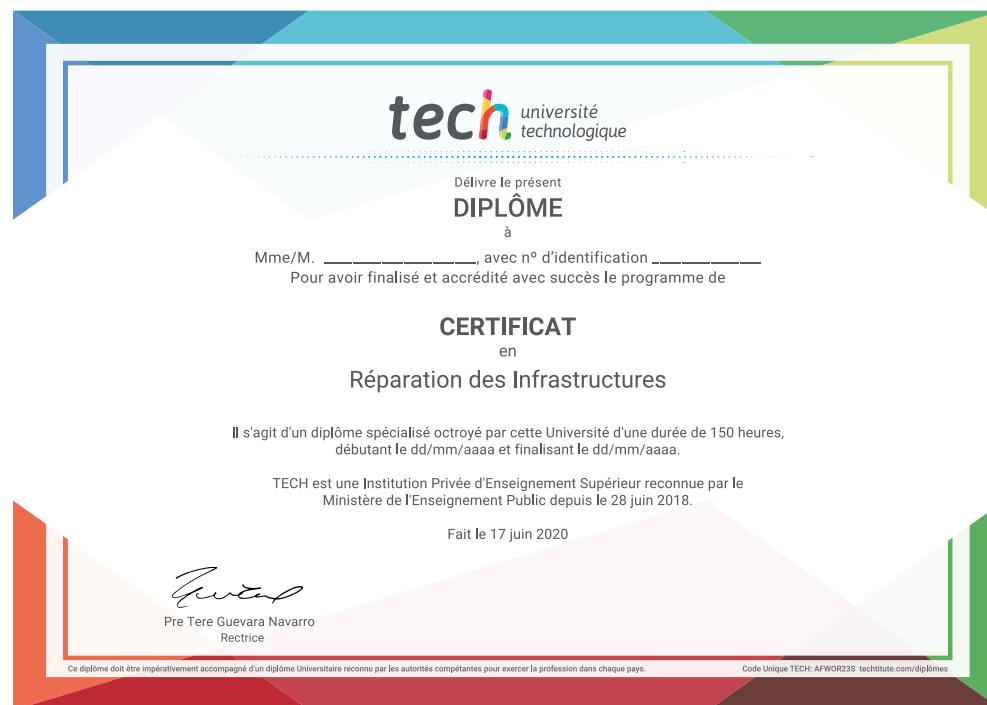 tech université
technologique
Délivre le présent
DIPLÔME
à
Mme/M. ________________, avec nº d'identification ____________
Pour avoir finalisé et accrédité avec succès le programme de
CERTIFICAT
en
Réparation des Infrastructures
Il s'agit d'un diplôme spécialisé octroyé par cette Université d'une durée de 150 heures,
débutant le dd/mm/aaaa et finalisant le dd/mm/aaaa.
TECH est une Institution Privée d'Enseignement Supérieur reconnue par le
Ministère de l'Enseignement Public depuis le 28 juin 2018.
Fait le 17 juin 2020
Pre Tere Guevara Navarro
Rectrice
Ce diplôme doit être impérativement accompagné d'un diplôme Universitaire reconnu par les autorités compétentes pour exercer la profession dans chaque pays. Code Unique TECH: AFWOR23S techtitute.com/diplômes